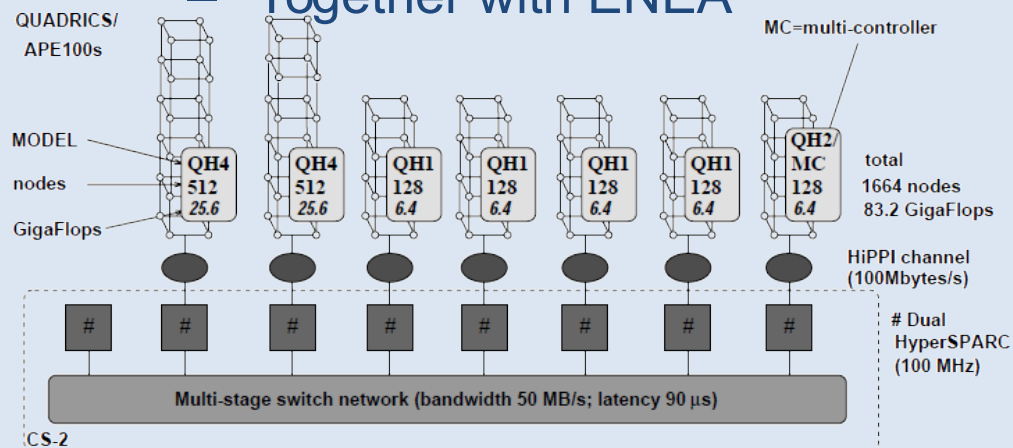 Together with ENEA
QUADRICS/
APE100s
MC=multi-controller
MODEL
nodes
GigaFlops
QH4
512
25.6
QH4
512
25.6
QH1
128
6.4
QH1
128
6.4
QH1
128
6.4
QH1
128
6.4
QH2/
MC
128
6.4
total
1664 nodes
83.2 GigaFlops
HiPPI channel
(100Mbytes/s)
# # # # # # # #
# Dual
HyperSPARC
(100 MHz)
Multi-stage switch network (bandwidth 50 MB/s; latency 90 µs)
CS-2